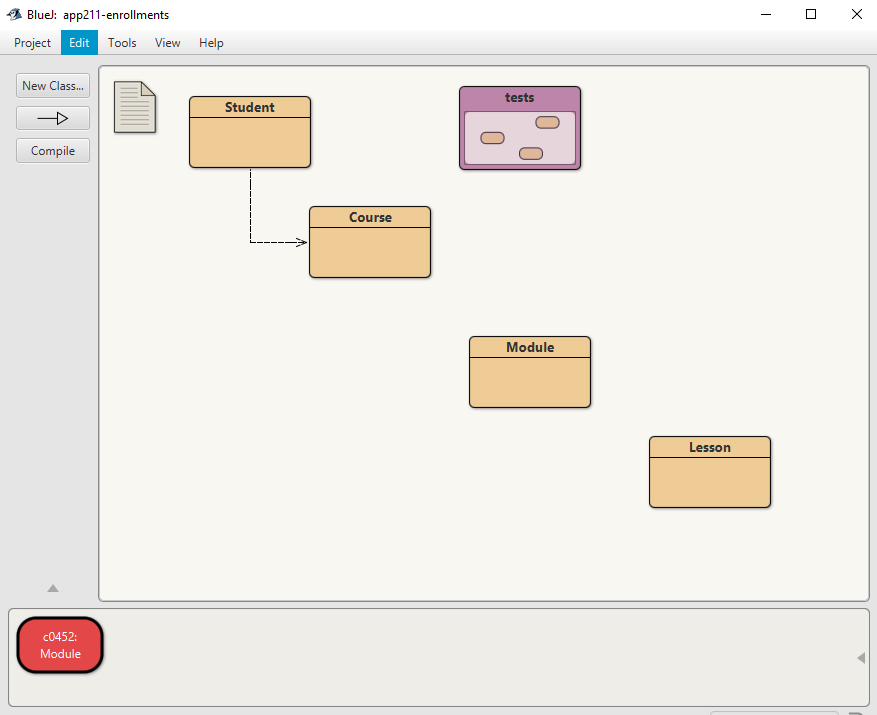 BlueJ: app211-enrollments
Project Edit Tools View Help
New Class...
Compile
Student
tests
Course
Module
Lesson
c0452:
Module